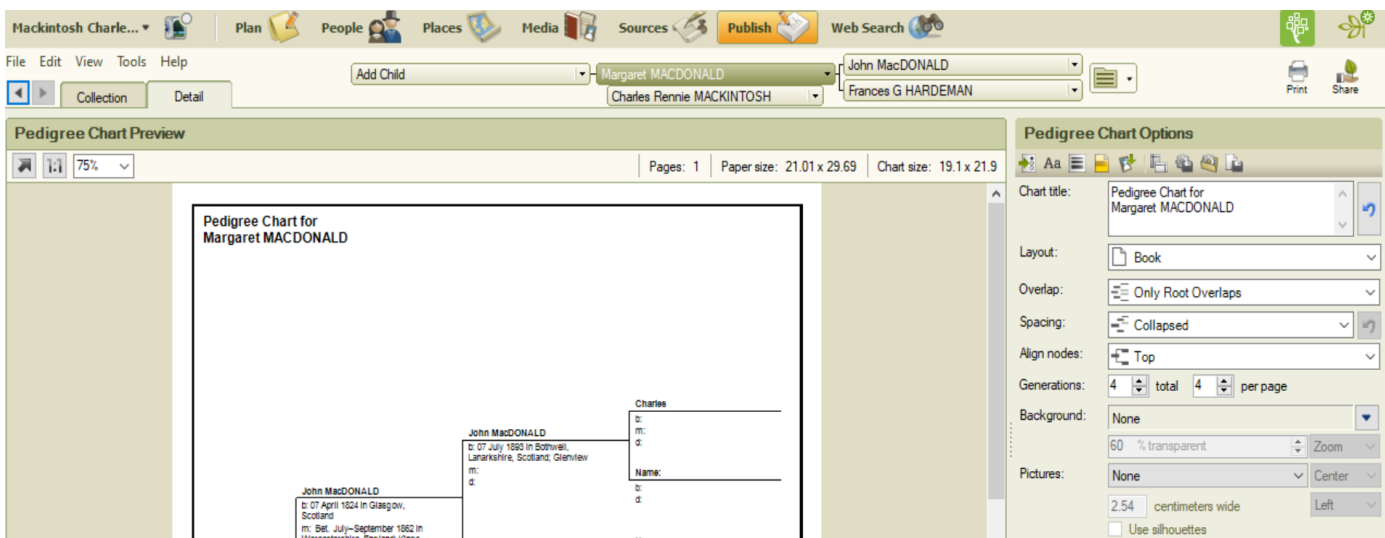 Mackintosh Charle...
Plan
People
Places
Media
Sources
Publish
Web Search
File Edit View Tools Help
Add Child
Margaret MACDONALD
John MacDONALD
Charles Rennie MACKINTOSH
Frances G HARDEMAN
Print
Share
Collection
Detail
Pedigree Chart Preview
Pedigree Chart Options
1:1
75%
Pages: 1
Paper size: 21.01 x 29.69
Chart size: 19.1 x 21.9
Aa
Pedigree Chart for
Margaret MACDONALD
Charles
b:
m:
d:
John MacDONALD
b: 07 July 1893 in Bothwell,
Lanarkshire, Scotland; Glenview
m:
d:
Name:
b:
d:
John MacDONALD
b: 07 April 1824 in Glasgow,
Scotland
m: Bet. July–September 1862 in
Chart title:
Pedigree Chart for
Margaret MACDONALD
Layout:
Book
Overlap:
Only Root Overlaps
Spacing:
Collapsed
Align nodes:
Top
Generations:
4 total 4 per page
Background:
None
60 % transparent
Zoom
Pictures:
None
Center
2.54 centimeters wide
Left
Use silhouettes